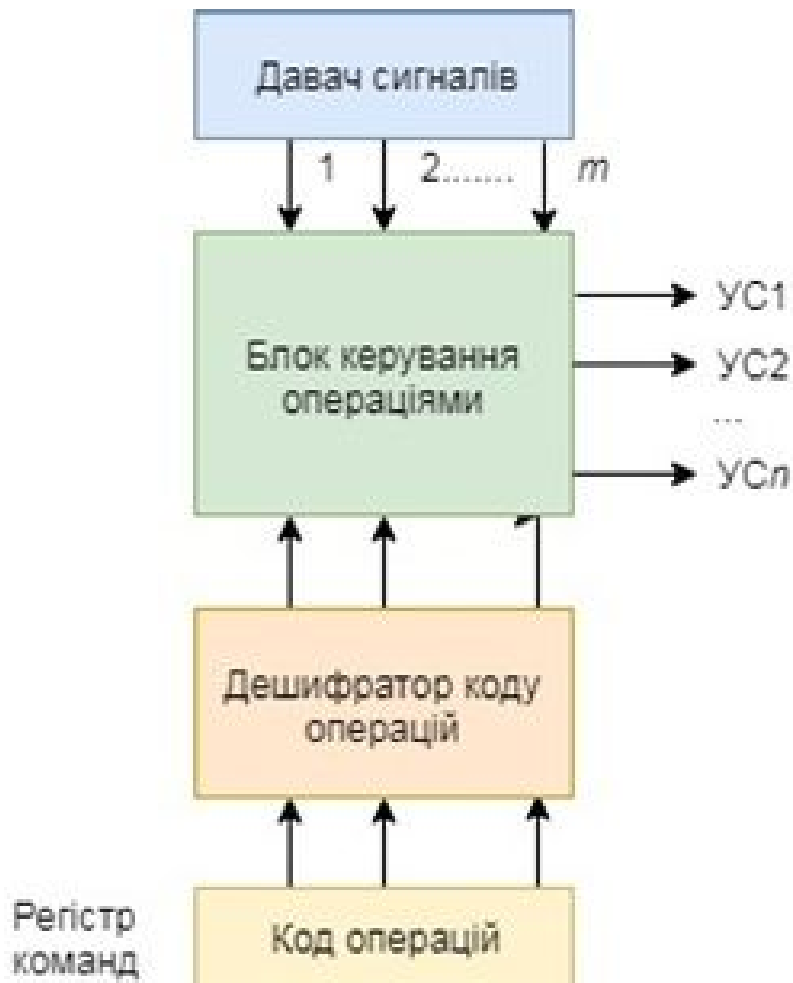 Давач сигналів
1 2....... m
Блок керування
операціями
УС1
УС2
...
УСn
Дешифратор коду
операцій
Регістр
команд
Код операцій